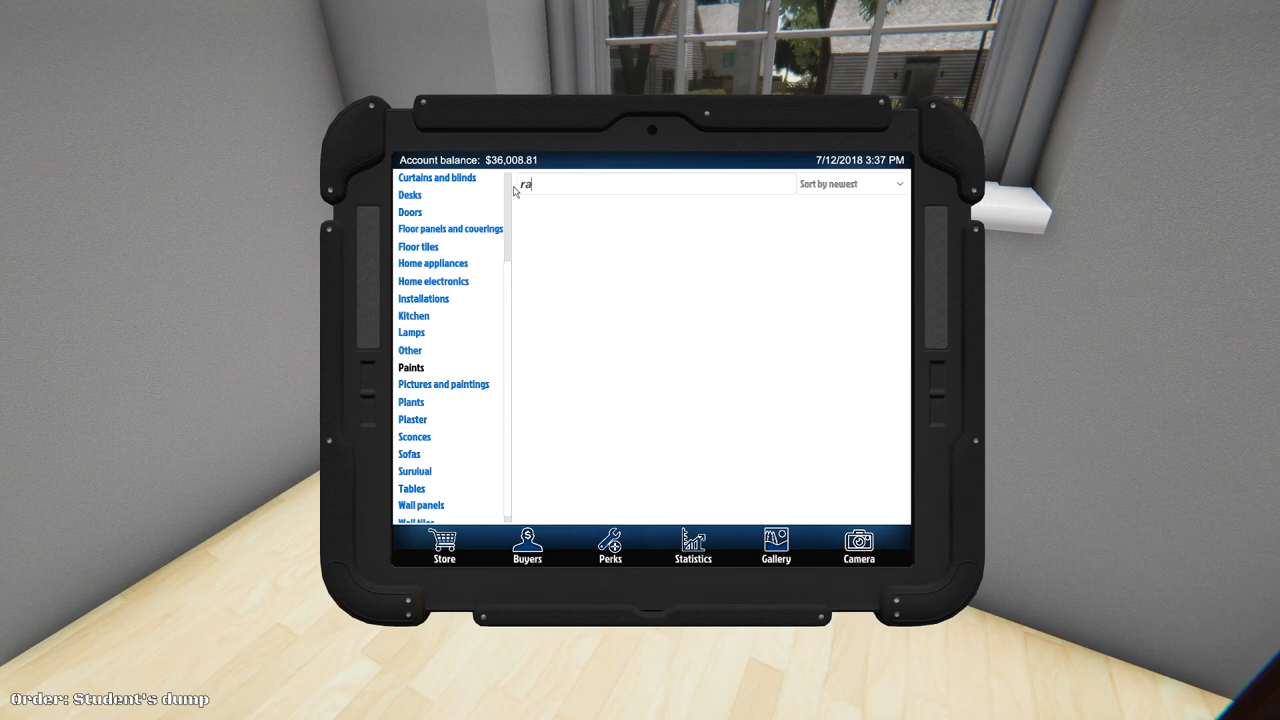 Account balance: $36,008.81
7/12/2018 3:37 PM
ra
Sort by newest
Curtains and blinds
Desks
Doors
Floor panels and coverings
Floor tiles
Home appliances
Home electronics
Installations
Kitchen
Lamps
Other
Paints
Pictures and paintings
Plants
Plaster
Sconces
Sofas
Survival
Tables
Wall panels
Wall tiles
Store
Buyers
Perks
Statistics
Gallery
Camera
Order: Student's dump